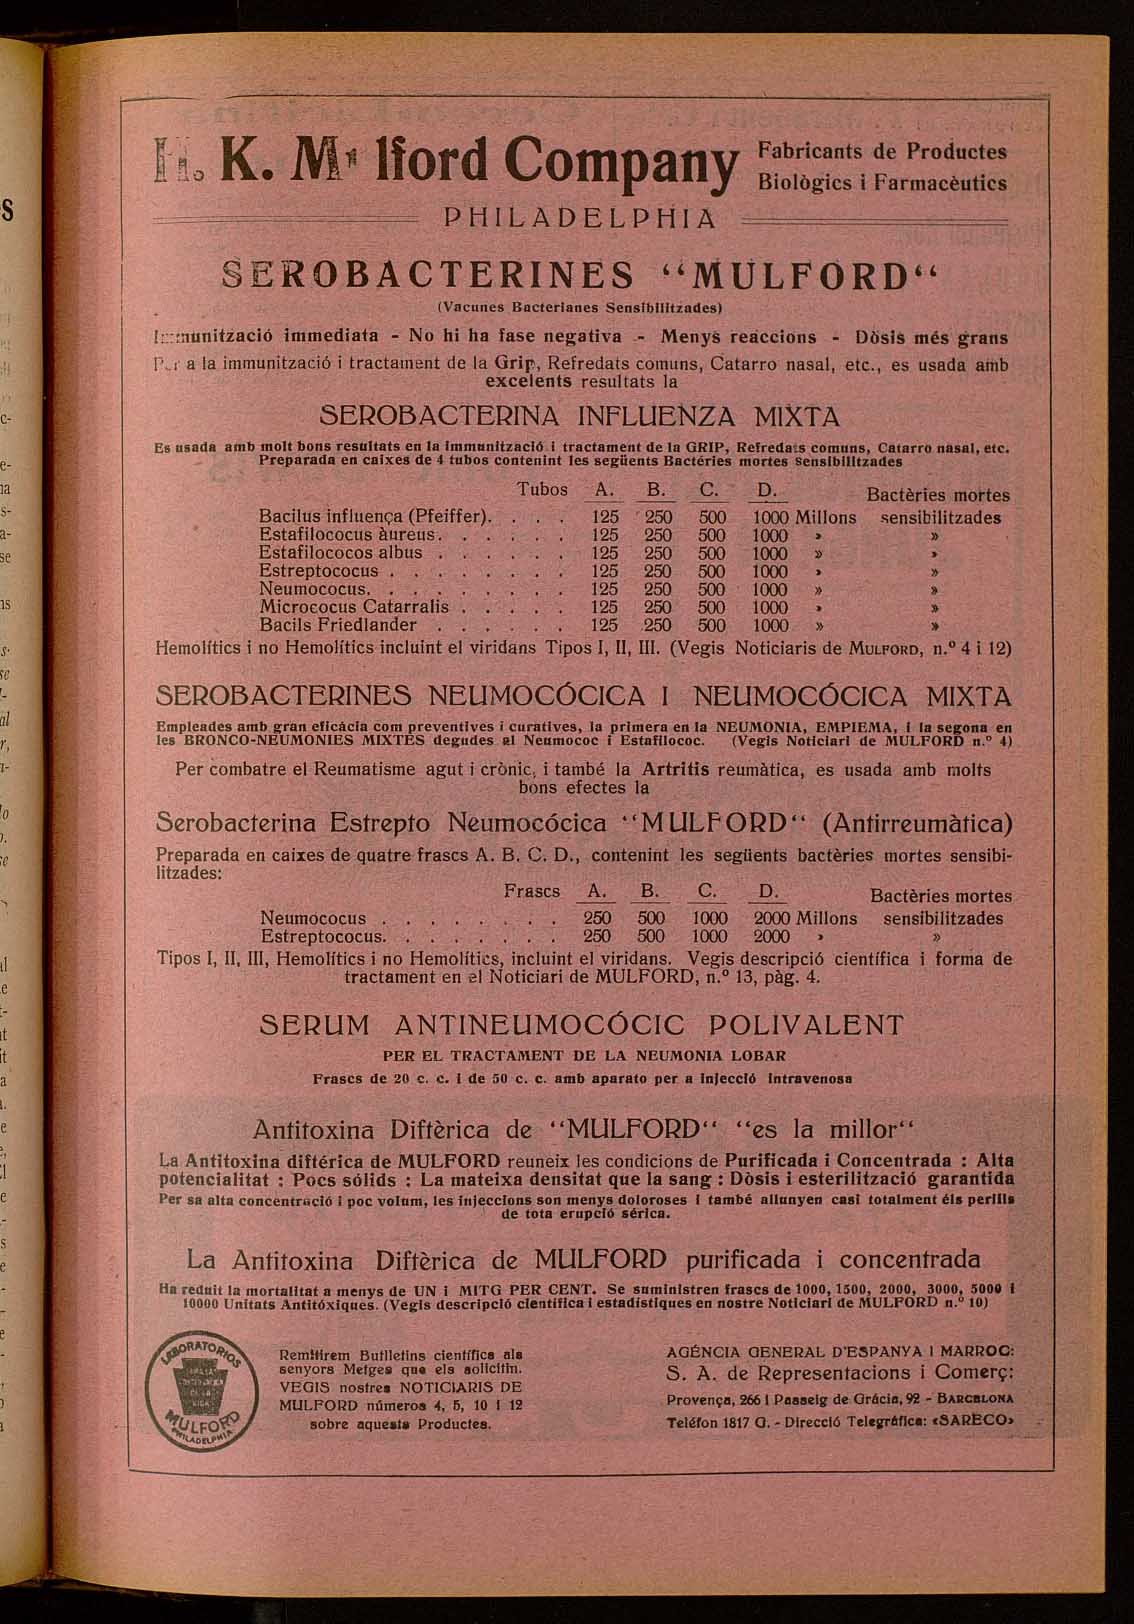 H. K. Mulford Company
Fabricants de Productes
Biològics i Farmacèutics
PHILADELPHIA
SEROBACTERINES “MULFORD“
(Vacunes Bacterianes Sensibilitzades)
Immunització immediata - No hi ha fase negativa - Menys reaccions - Dòsis més grans
Per a la immunització i tractament de la Grip, Refredats comuns, Catarro nasal, etc., es usada amb
excelents resultats la
SEROBACTERINA INFLUENZA MIXTA
Es usada amb molt bons resultats en la immunització i tractament de la GRIP, Refredats comuns, Catarro nasal, etc.
Preparada en caixes de 4 tubos contenint les següents Bactéries mortes sensibilitzades
Tubos A. B. C. D. Bactèries mortes
Bacilus influença (Pfeiffer). . . . 125 250 500 1000 Millons sensibilitzades
Estafilococus àureus. . . . . . 125 250 500 1000 » »
Estafilococos albus . . . . . . 125 250 500 1000 » »
Estreptococus . . . . . . . . 125 250 500 1000 » »
Neumococus. . . . . . . . . 125 250 500 1000 » »
Micrococus Catarralis . . . . . 125 250 500 1000 » »
Bacils Friedlander . . . . . . 125 250 500 1000 » »
Hemolítics i no Hemolítics incluint el viridans Tipos I, II, III. (Vegis Noticiaris de MULFORD, n.º 4 i 12)
SEROBACTERINES NEUMOCÓCICA I NEUMOCÓCICA MIXTA
Empleades amb gran eficàcia com preventives i curatives, la primera en la NEUMONIA, EMPIEMA, i la segona en
les BRONCO-NEUMONIES MIXTES degudes al Neumococ i Estafilococ. (Vegis Noticiari de MULFORD n.º 4)
Per combatre el Reumatisme agut i crònic, i també la Artritis reumàtica, es usada amb molts
bons efectes la
Serobacterina Estrepto Neumocócica “MULFORD“ (Antirreumàtica)
Preparada en caixes de quatre frascs A. B. C. D., contenint les següents bactèries mortes sensibi-
litzades:
Frascs A. B. C. D. Bactèries mortes
Neumococus . . . . . . . . 250 500 1000 2000 Millons sensibilitzades
Estreptococus. . . . . . . . 250 500 1000 2000 » »
Tipos I, II, III, Hemolítics i no Hemolítics, incluint el viridans. Vegis descripció científica i forma de
tractament en el Noticiari de MULFORD, n.º 13, pàg. 4.
SERUM ANTINEUMOCÓCIC POLIVALENT
PER EL TRACTAMENT DE LA NEUMONIA LOBAR
Frascs de 20 c. c. i de 50 c. c. amb aparato per a injecció intravenosa
Antitoxina Diftèrica de “MULFORD“ “es la millor“
La Antitoxina diftérica de MULFORD reuneix les condicions de Purificada i Concentrada : Alta
potencialitat : Pocs sólids : La mateixa densitat que la sang : Dòsis i esterilització garantida
Per sa alta concentració i poc volum, les injeccions son menys doloroses i també allunyen casi totalment éls perills
de tota erupció sérica.
La Antitoxina Diftèrica de MULFORD purificada i concentrada
Ha reduit la mortalitat a menys de UN i MITG PER CENT. Se suministren frascs de 1000, 1500, 2000, 3000, 5000 i
10000 Unitats Antitóxiques. (Vegis descripció cientifica i estadistiques en nostre Noticiari de MULFORD n.º 10)
LABORATORIOS
MULFORD
PHILADELPHIA
Remitirem Butlletins científics als
senyors Metges que els solicitin.
VEGIS nostres NOTICIARIS DE
MULFORD números 4, 5, 10 i 12
sobre aquests Productes.
AGÉNCIA GENERAL D'ESPANYA I MARROC:
S. A. de Representacions i Comerç:
Provença, 266 i Passeig de Grácia, 92 - BARCELONA
Teléfon 1817 G. - Direcció Telegráfica: «SARECO»